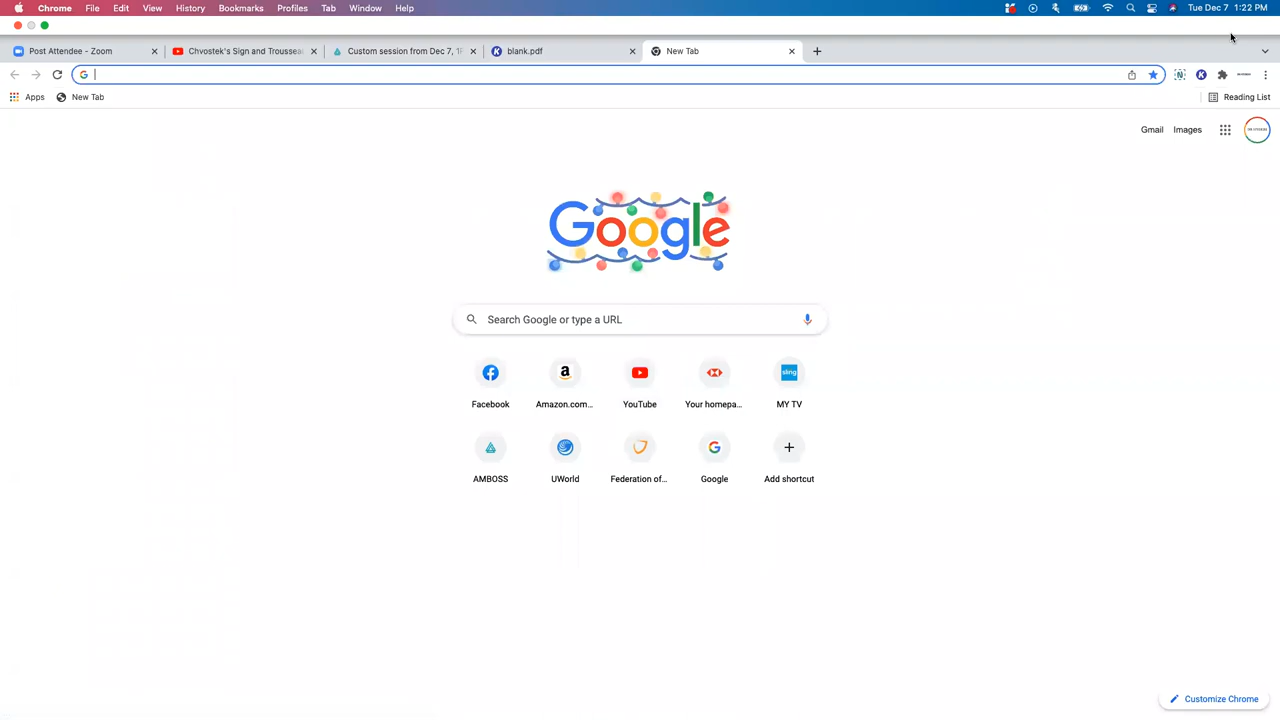 Chrome File Edit View History Bookmarks Profiles Tab Window Help Tue Dec 7 1:22 PM
Post Attendee - Zoom Chvostek's Sign and Trousseau Custom session from Dec 7, 1P blank.pdf New Tab
Apps New Tab Reading List
Gmail Images
Google
Search Google or type a URL
Facebook Amazon.com... YouTube Your homepa... MY TV
sling
AMBOSS UWorld Federation of... Google Add shortcut
Customize Chrome